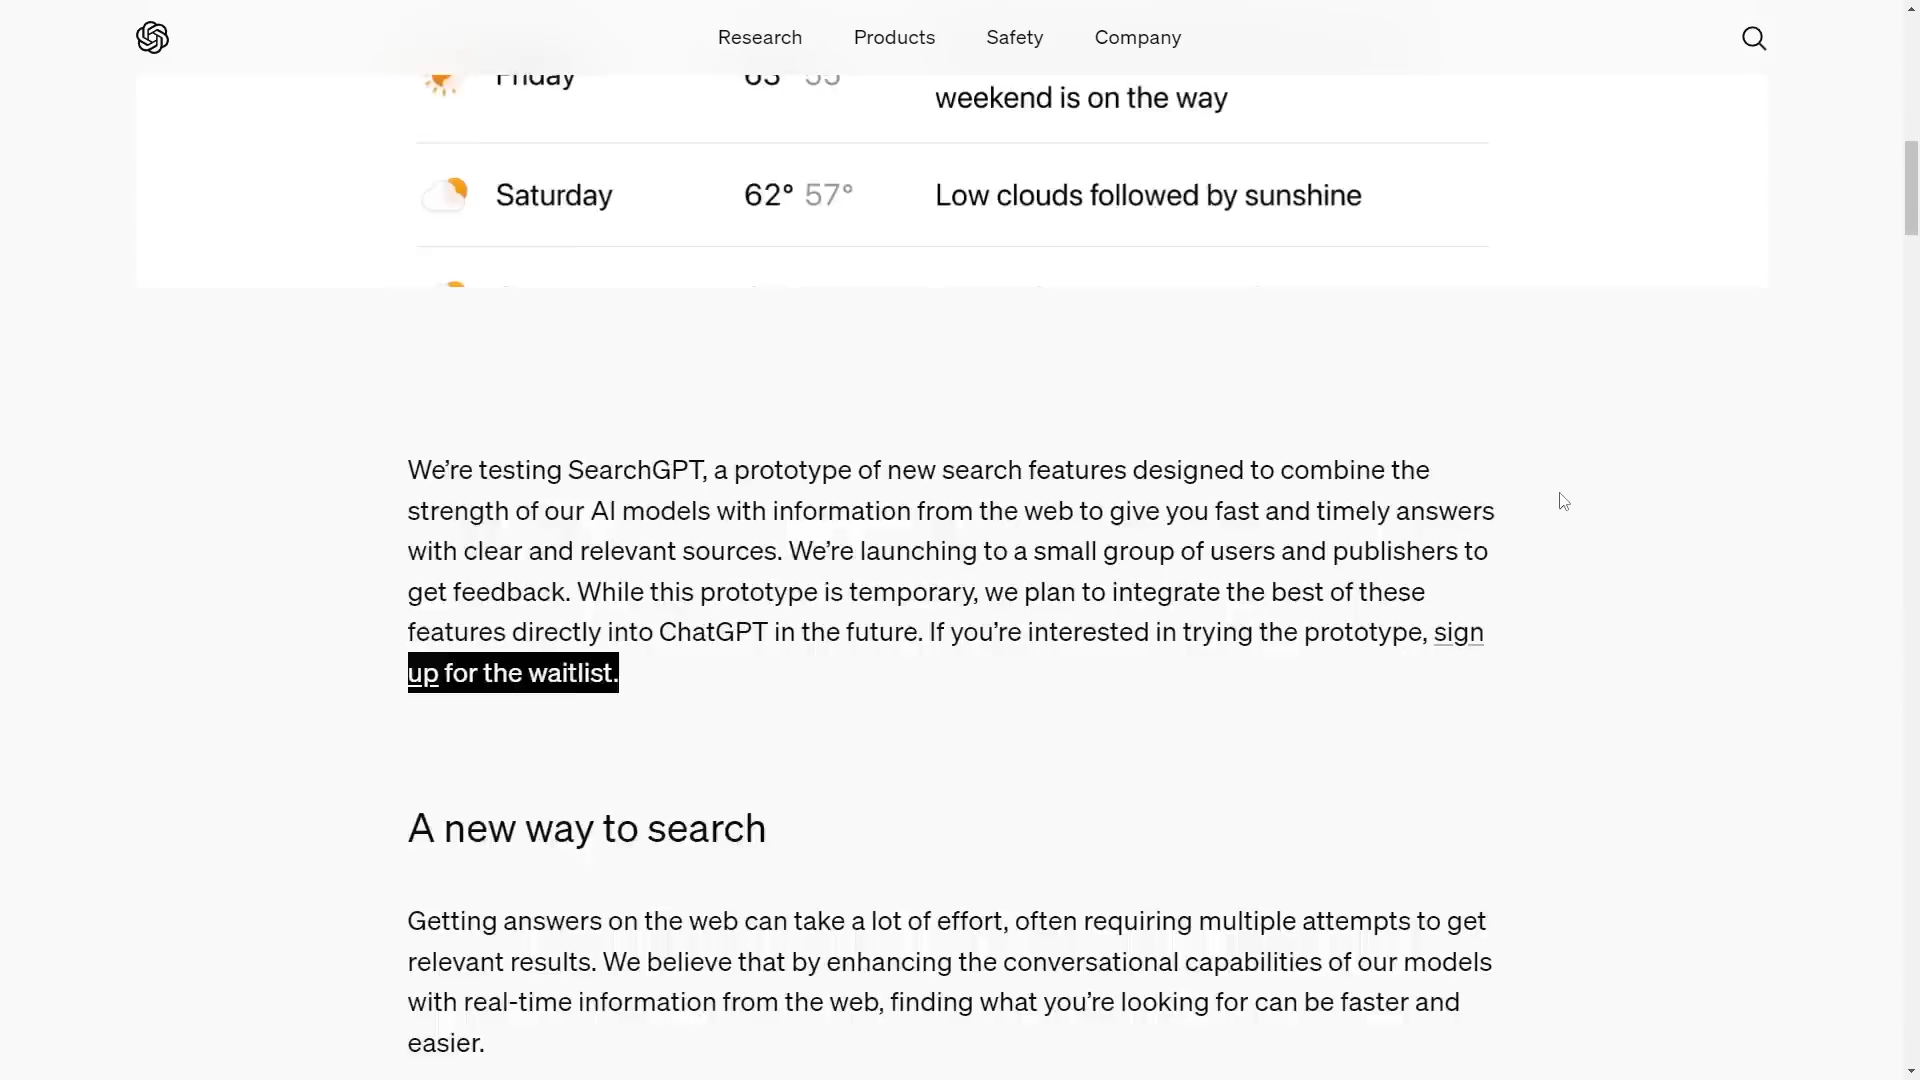 Research Products Safety Company
Friday 63° 55°
weekend is on the way
Saturday 62° 57° Low clouds followed by sunshine
We’re testing SearchGPT, a prototype of new search features designed to combine the
strength of our AI models with information from the web to give you fast and timely answers
with clear and relevant sources. We’re launching to a small group of users and publishers to
get feedback. While this prototype is temporary, we plan to integrate the best of these
features directly into ChatGPT in the future. If you’re interested in trying the prototype, sign
up for the waitlist.
A new way to search
Getting answers on the web can take a lot of effort, often requiring multiple attempts to get
relevant results. We believe that by enhancing the conversational capabilities of our models
with real-time information from the web, finding what you’re looking for can be faster and
easier.